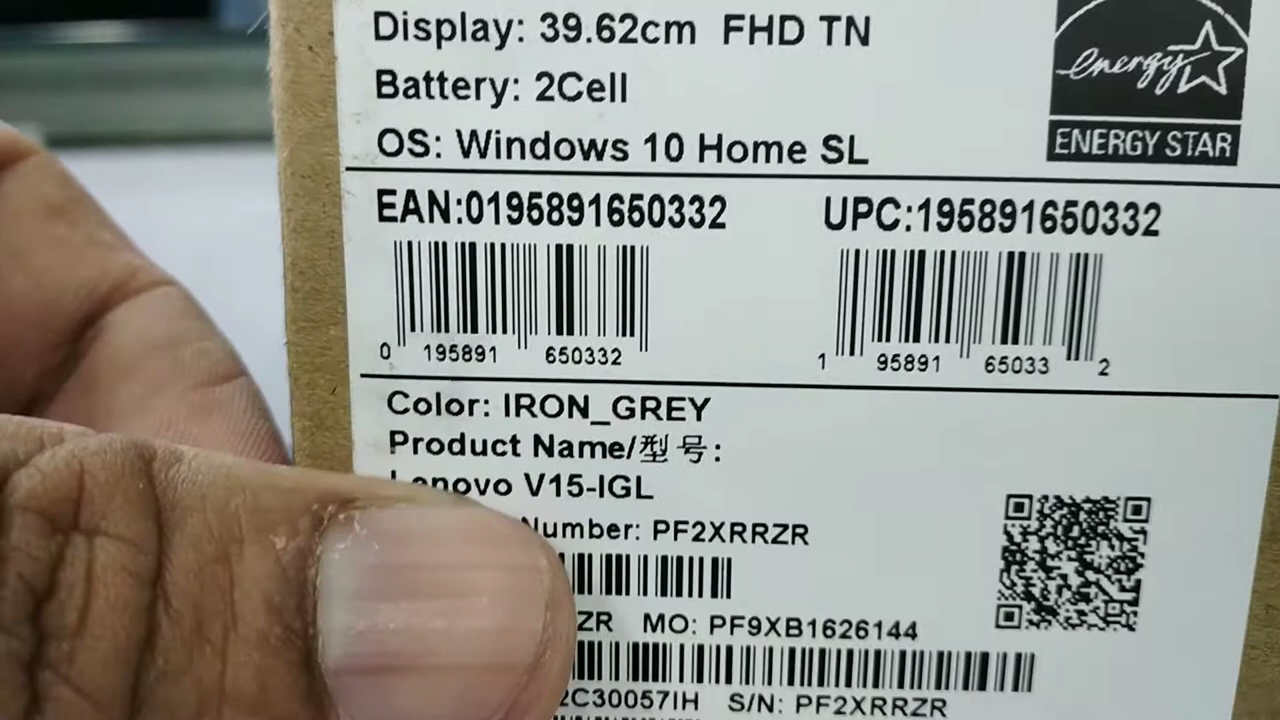 Display: 39.62cm FHD TN
Battery: 2Cell
OS: Windows 10 Home SL
energy
ENERGY STAR
EAN:0195891650332
UPC:195891650332
0 195891 650332
1 95891 65033 2
Color: IRON_GREY
Product Name/型号:
Lenovo V15-IGL
Number: PF2XRRZR
ZR MO: PF9XB1626144
2C30057IH S/N: PF2XRRZR